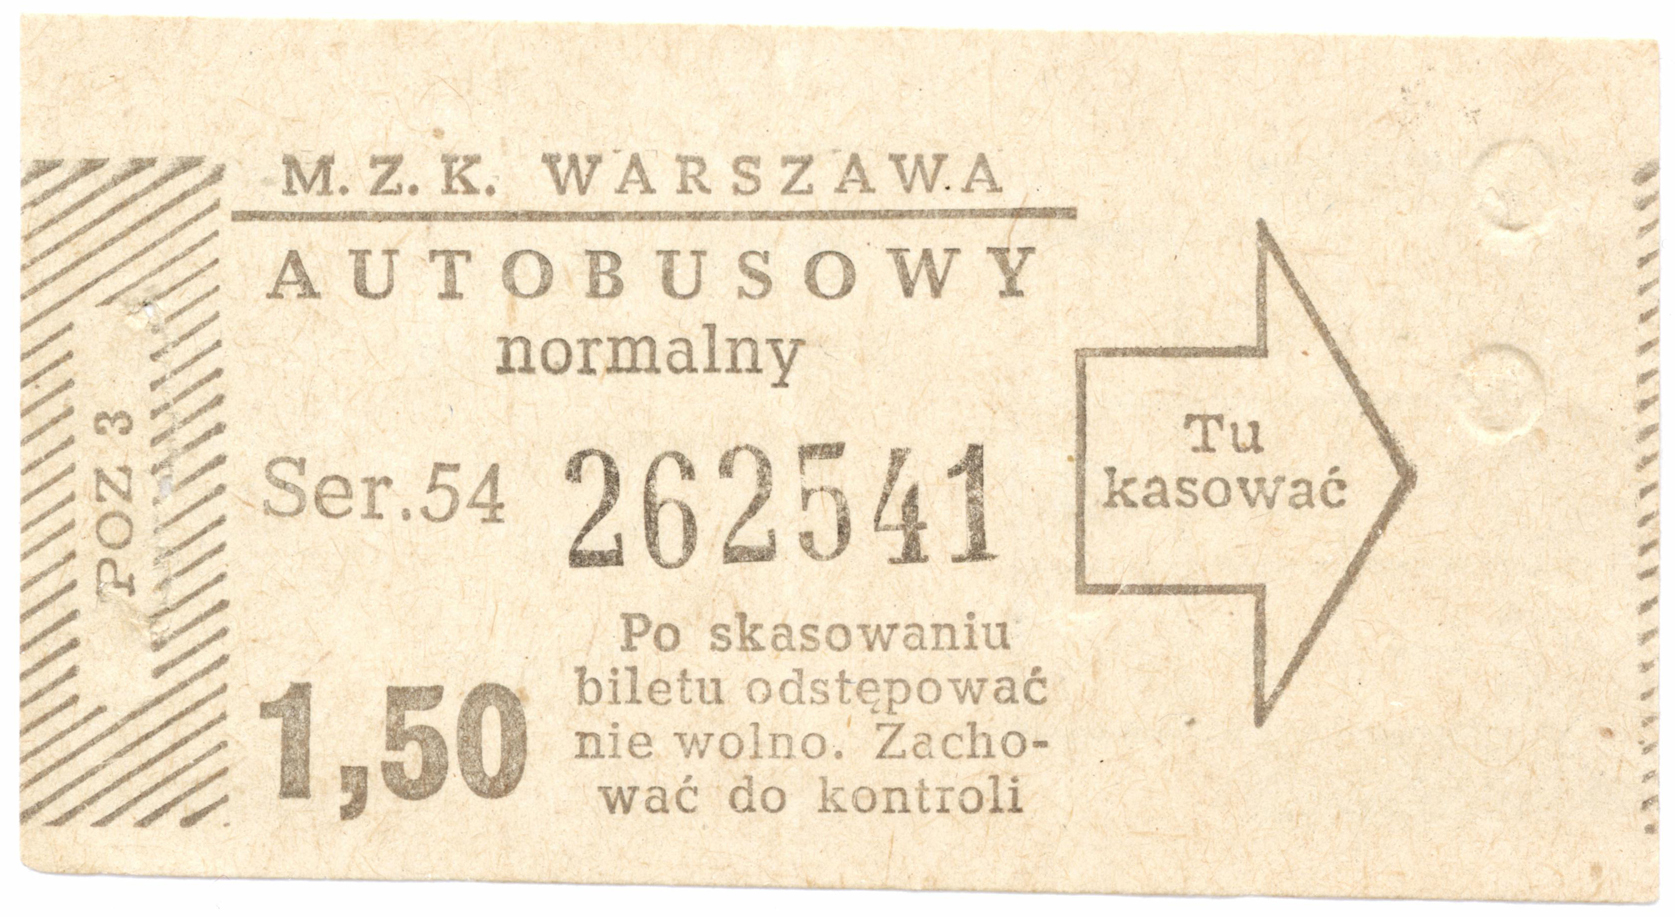 M. Z. K. WARSZAWA
AUTOBUSOWY
normalny
POZ 3
Ser. 54 262541
Tu
kasować
1,50
Po skasowaniu
biletu odstępować
nie wolno. Zacho-
wać do kontroli